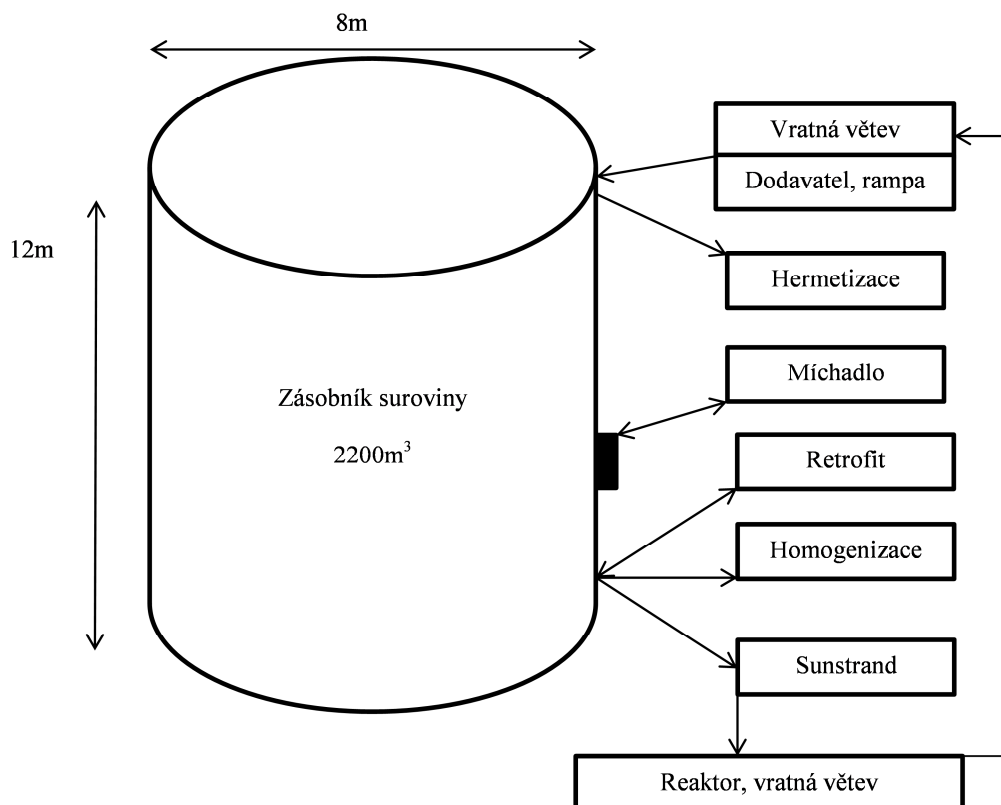 8m
Vratná větev
Dodavatel, rampa
12m
Hermetizace
Míchadlo
Zásobník suroviny
2200m³
Retrofit
Homogenizace
Sunstrand
Reaktor, vratná větev